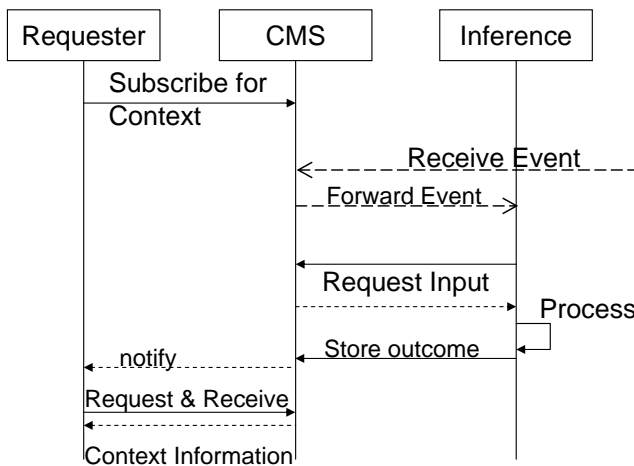 Requester
CMS
Inference
Subscribe for
Context
Receive Event
Forward Event
Request Input
Process
Store outcome
notify
Request & Receive
Context Information